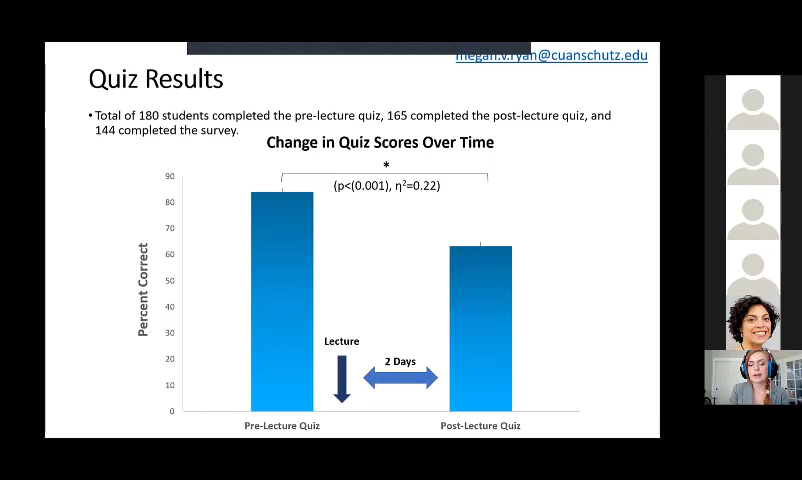 megan.v.ryan@cuanschutz.edu
Quiz Results
• Total of 180 students completed the pre-lecture quiz, 165 completed the post-lecture quiz, and
144 completed the survey.
Change in Quiz Scores Over Time
*
(p<(0.001), η²=0.22)
90
80
70
60
50
40
30
20
10
0
Percent Correct
Lecture
2 Days
Pre-Lecture Quiz
Post-Lecture Quiz